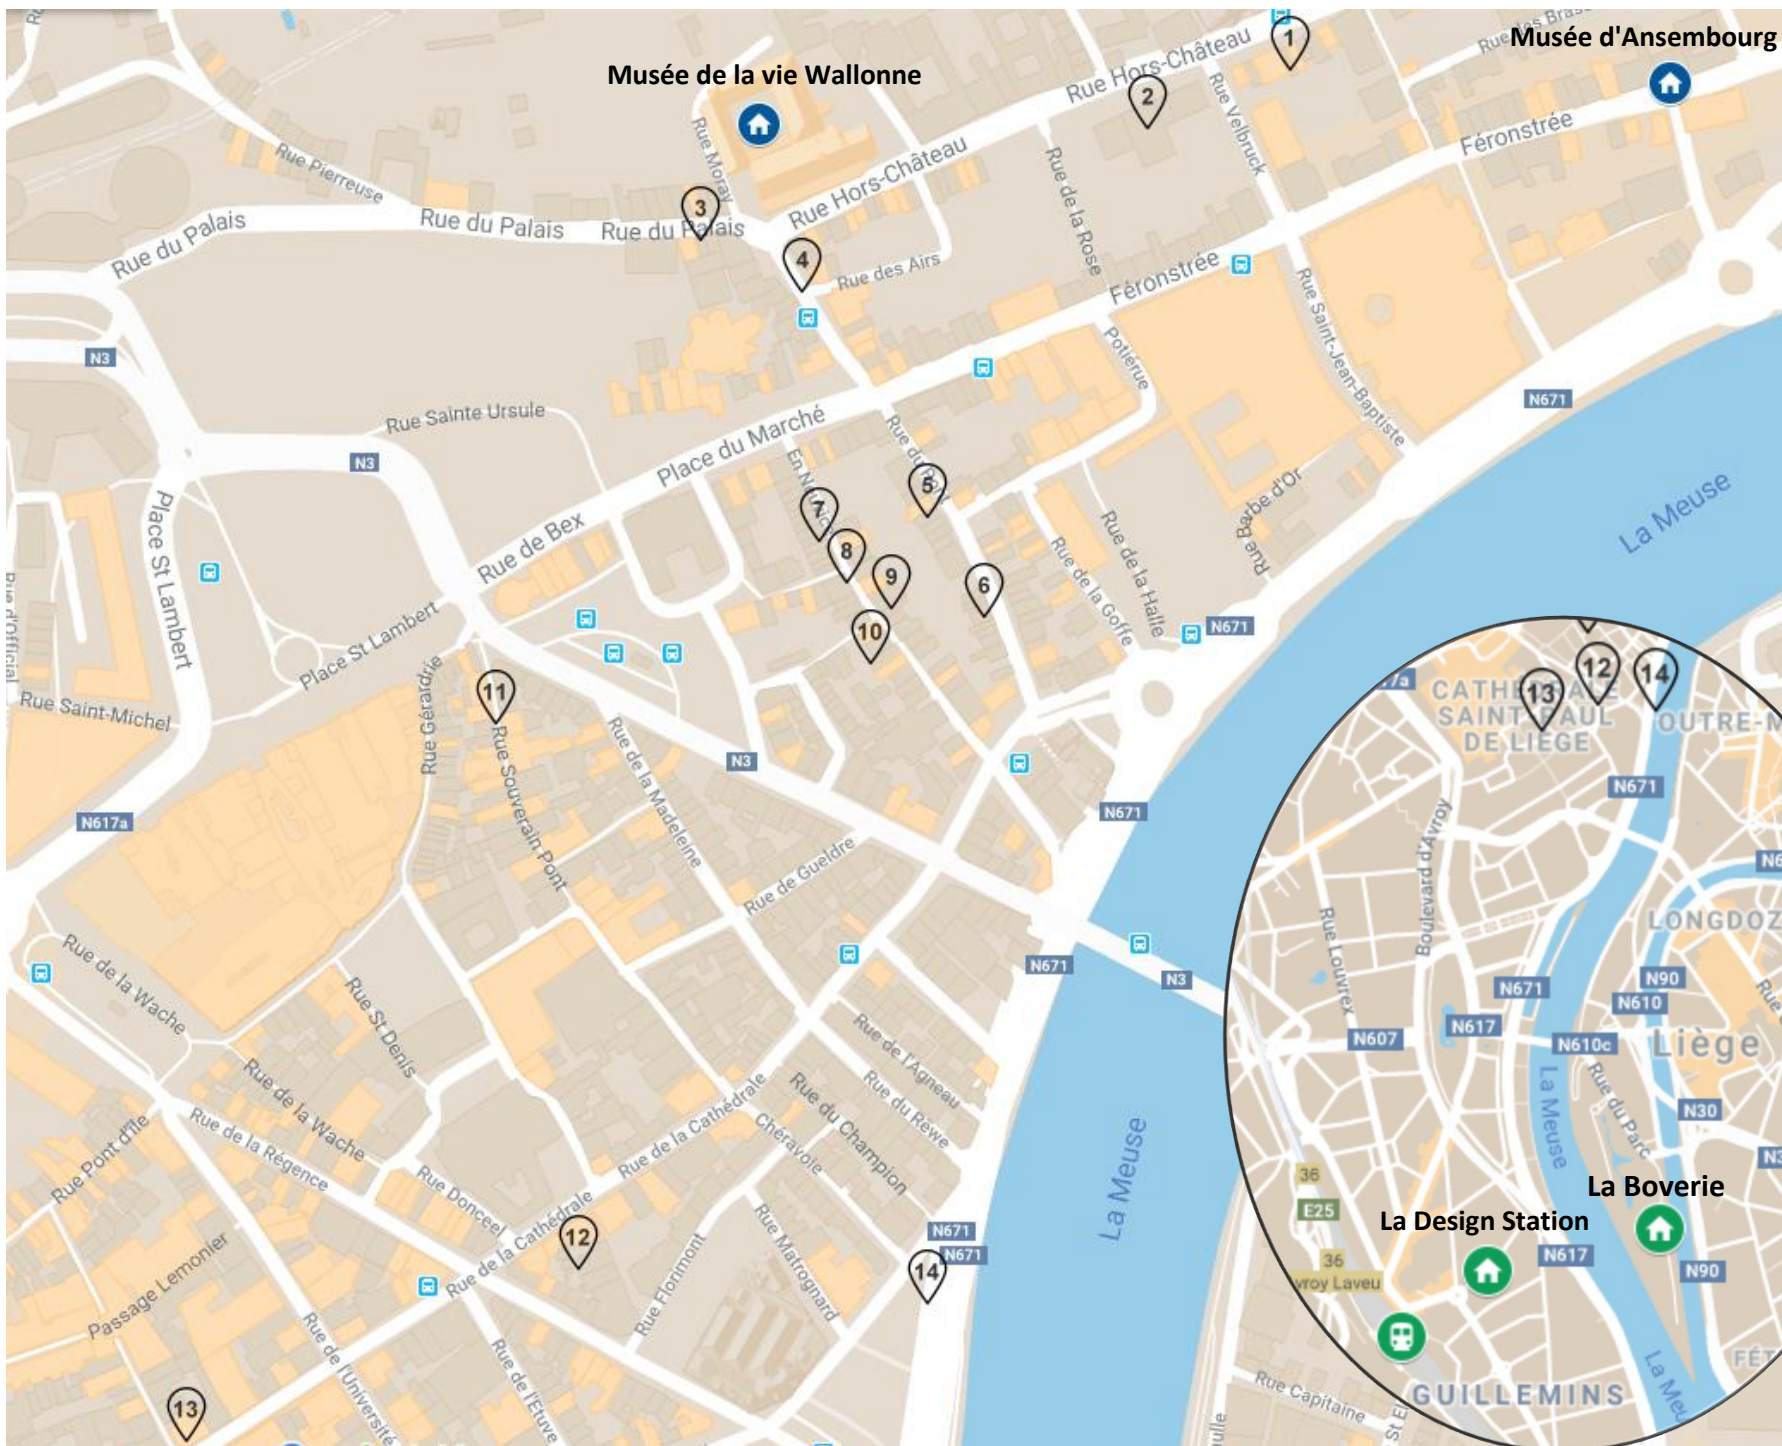 Musée d'Ansembourg
Musée de la vie Wallonne
1
2
3
4
5
6
7
8
9
10
11
12
13
14
Rue Hors-Château
Rue Hors-Château
Rue Velbruck
Rue Moray
Rue Pierreuse
Rue du Palais
Rue du Palais
Rue du Palais
Rue des Airs
Rue de la Rose
Féronstrée
Féronstrée
Rue Saint-Jean-Baptiste
Potiérue
N3
Rue Sainte Ursule
N3
Place du Marché
Rue de Bex
Rue Barbe d'Or
Rue de la Halle
Rue de la Goffe
N671
N671
La Meuse
Place St Lambert
Place St Lambert
Rue Saint-Michel
Rue Gérardrie
Rue Souverain Pont
Rue de la Madeleine
N3
N617a
N671
Rue de Gueldre
N671
N3
Rue de la Wache
Rue St Denis
Rue de la Wache
Rue de la Régence
Rue Pont d'île
Rue Donceel
Rue de la Cathédrale
Rue de la Cathédrale
Rue de l'Agneau
Rue du Rêwe
Rue du Champion
Chéravoie
Rue Matrognard
Rue Florimont
N671
N671
La Meuse
Passage Lemonier
Rue de l'Université
Rue de l'Etuve
Rue Capitaine
12
13
14
CATHÉDRALE
SAINT-PAUL
DE LIÈGE
N671
Boulevard d'Avroy
Rue Louvrex
LONGDOZ
N90
N671
N610
N617
N607
N610c
Liège
La Meuse
Rue du Parc
N30
36
E25
La Boverie
La Design Station
36
N617
N90
GUILLEMINS